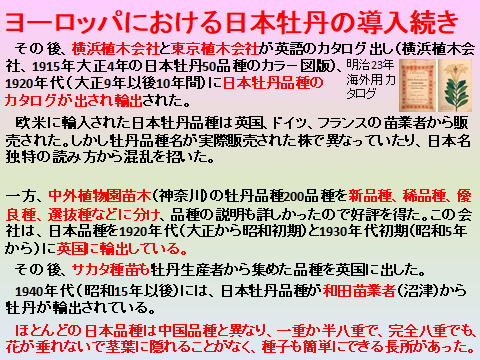 ヨーロッパにおける日本牡丹の導入続き
その後、横浜植木会社と東京植木会社が英語のカタログ出し(横浜植木会
社、1915年大正4年の日本牡丹50品種のカラー図版)、
1920年代(大正9年以後10年間)に日本牡丹品種の
カタログが出され輸出された。
明治23年
海外用カ
タログ
欧米に輸入された日本牡丹品種は英国、ドイツ、フランスの苗業者から販
売された。しかし牡丹品種名が実際販売された株で異なっていたり、日本名
独特の読み方から混乱を招いた。
一方、中外植物園苗木(神奈川)の牡丹品種200品種を新品種、稀品種、優
良種、選抜種などに分け、品種の説明も詳しかったので好評を得た。この会
社は、日本品種を1920年代(大正から昭和初期)と1930年代初期(昭和5年
から)に英国に輸出している。
その後、サカタ種苗も牡丹生産者から集めた品種を英国に出した。
1940年代(昭和15年以後)には、日本牡丹品種が和田苗業者(沼津)から
牡丹が輸出されている。
ほとんどの日本品種は中国品種と異なり、一重か半八重で、完全八重でも、
花が垂れないで茎葉に隠れることがなく、種子も簡単にできる長所があった。